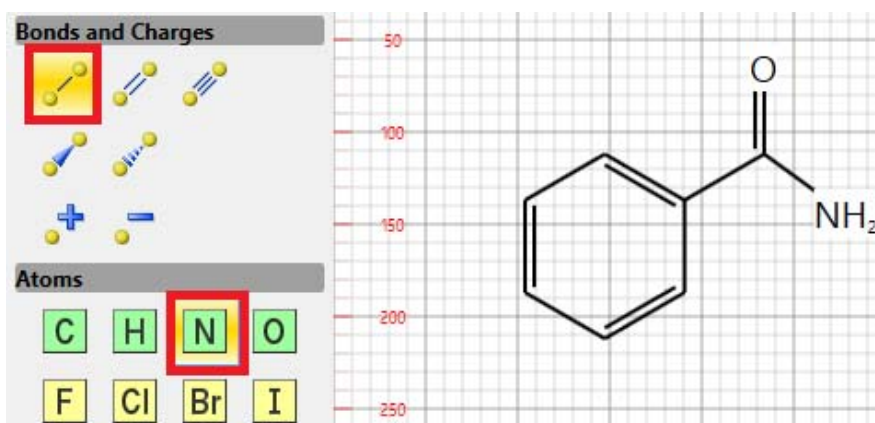 Bonds and Charges
Atoms
C H N O
F Cl Br I
50
100
150
200
250
O
NH₂